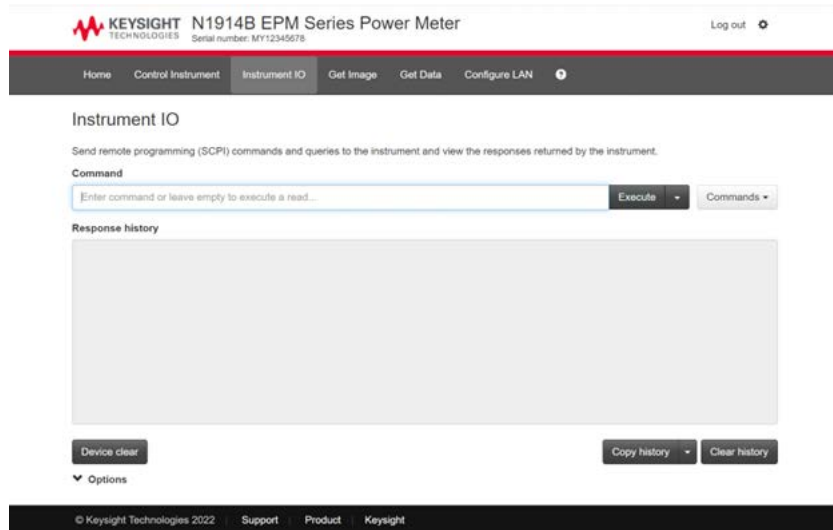 KEYSIGHT TECHNOLOGIES N1914B EPM Series Power Meter
Serial number: MY12345678
Log out
Home Control Instrument Instrument IO Get Image Get Data Configure LAN ?
Instrument IO
Send remote programming (SCPI) commands and queries to the instrument and view the responses returned by the instrument.
Command
Enter command or leave empty to execute a read...
Execute Commands
Response history
Device clear Copy history Clear history
Options
© Keysight Technologies 2022 Support Product Keysight